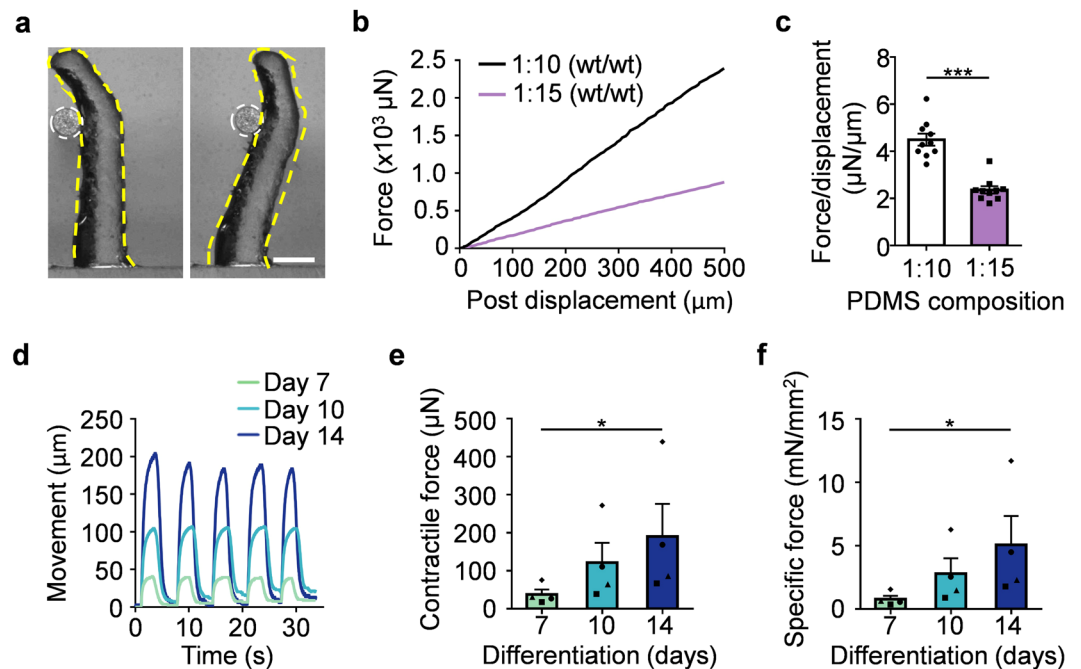 a
b
Force (x10³ µN)
2.5
2.0
1.5
1.0
0.5
0
1:10 (wt/wt)
1:15 (wt/wt)
0
100
200
300
400
500
Post displacement (µm)
c
Force/displacement
(µN/µm)
8
6
4
2
0
***
1:10
1:15
PDMS composition
d
Day 7
Day 10
Day 14
Movement (µm)
250
200
150
100
50
0
0
10
20
30
Time (s)
e
Contractile force (µN)
500
400
300
200
100
0
*
7
10
14
Differentiation (days)
f
Specific force (mN/mm²)
15
10
5
0
*
7
10
14
Differentiation (days)